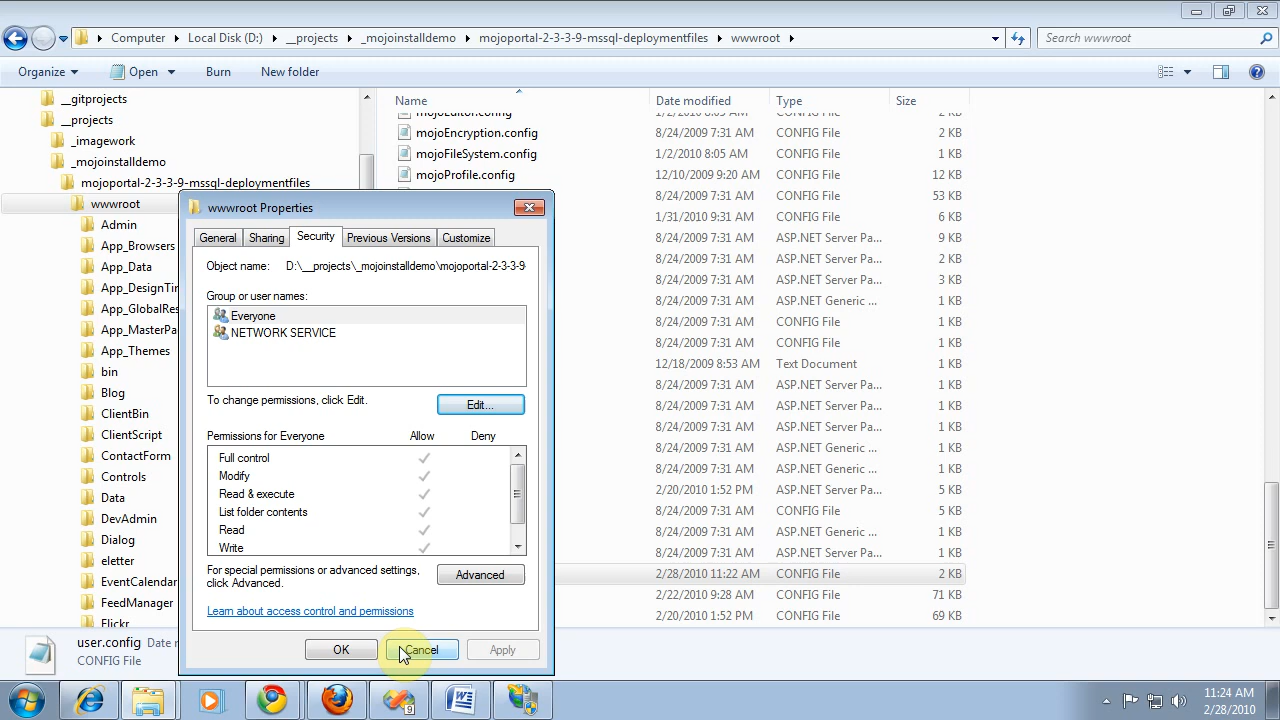 Computer Local Disk (D:) __projects _mojoinstalldemo mojoportal-2-3-3-9-mssql-deploymentfiles wwwroot
Search wwwroot
Organize Open Burn New folder
__gitprojects
__projects
_imagework
_mojoinstalldemo
mojoportal-2-3-3-9-mssql-deploymentfiles
wwwroot
Admin
App_Browsers
App_Data
App_DesignTin
App_GlobalRes
App_MasterPa
App_Themes
bin
Blog
ClientBin
ClientScript
ContactForm
Controls
Data
DevAdmin
Dialog
eletter
EventCalendar
FeedManager
Flickr
Name Date modified Type Size
mojoEditor.config 1/2/2010 8:05 AM CONFIG File 2 KB
mojoEncryption.config 8/24/2009 7:31 AM CONFIG File 2 KB
mojoFileSystem.config 1/2/2010 8:05 AM CONFIG File 1 KB
mojoProfile.config 12/10/2009 9:20 AM CONFIG File 12 KB
8/24/2009 7:31 AM CONFIG File 53 KB
1/31/2010 9:31 AM CONFIG File 6 KB
8/24/2009 7:31 AM ASP.NET Server Pa... 9 KB
8/24/2009 7:31 AM ASP.NET Server Pa... 2 KB
8/24/2009 7:31 AM ASP.NET Server Pa... 3 KB
8/24/2009 7:31 AM ASP.NET Generic ... 1 KB
8/24/2009 7:31 AM CONFIG File 1 KB
8/24/2009 7:31 AM CONFIG File 1 KB
12/18/2009 8:53 AM Text Document 1 KB
8/24/2009 7:31 AM ASP.NET Server Pa... 1 KB
8/24/2009 7:31 AM ASP.NET Server Pa... 1 KB
8/24/2009 7:31 AM ASP.NET Server Pa... 2 KB
8/24/2009 7:31 AM ASP.NET Generic ... 1 KB
8/24/2009 7:31 AM ASP.NET Generic ... 1 KB
2/20/2010 1:52 PM ASP.NET Server Pa... 5 KB
8/24/2009 7:31 AM CONFIG File 5 KB
8/24/2009 7:31 AM ASP.NET Generic ... 1 KB
8/24/2009 7:31 AM ASP.NET Server Pa... 1 KB
2/28/2010 11:22 AM CONFIG File 2 KB
2/22/2010 9:28 AM CONFIG File 71 KB
2/20/2010 1:52 PM CONFIG File 69 KB
wwwroot Properties
General Sharing Security Previous Versions Customize
Object name: D:\__projects\_mojoinstalldemo\mojoportal-2-3-3-9
Group or user names:
Everyone
NETWORK SERVICE
To change permissions, click Edit.
Edit...
Permissions for Everyone Allow Deny
Full control
Modify
Read & execute
List folder contents
Read
Write
For special permissions or advanced settings,
click Advanced.
Advanced
Learn about access control and permissions
OK Cancel Apply
user.config Date
CONFIG File
11:24 AM
2/28/2010